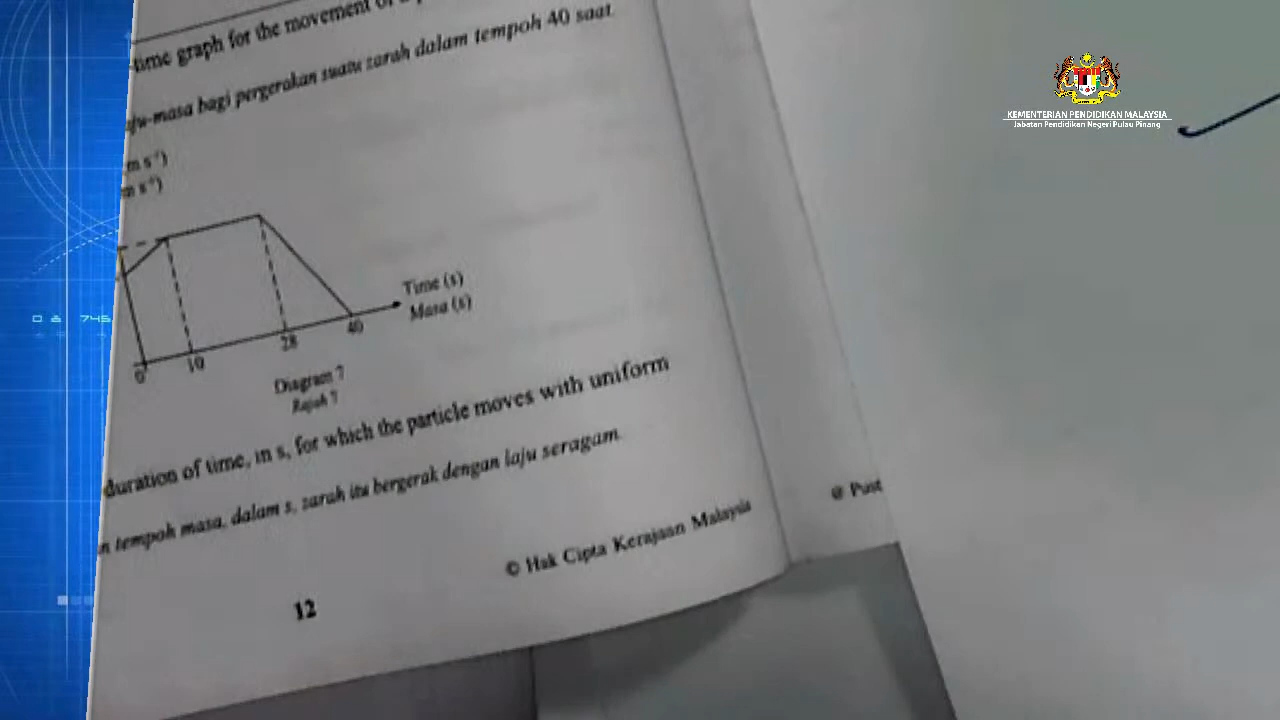 time graph for the movement of a
masa bagi pergerakan suatu zarah dalam tempoh 40 saat.
m s⁻¹)
m s⁻¹)
Time (s)
Masa (s)
0 10 28 40
Diagram 7
Rajah 7
duration of time, in s, for which the particle moves with uniform
tempoh masa, dalam s, zarah itu bergerak dengan laju seragam.
© Hak Cipta Kerajaan Malaysia
12
@ Pust
KEMENTERIAN PENDIDIKAN MALAYSIA
Jabatan Pendidikan Negeri Pulau Pinang
745